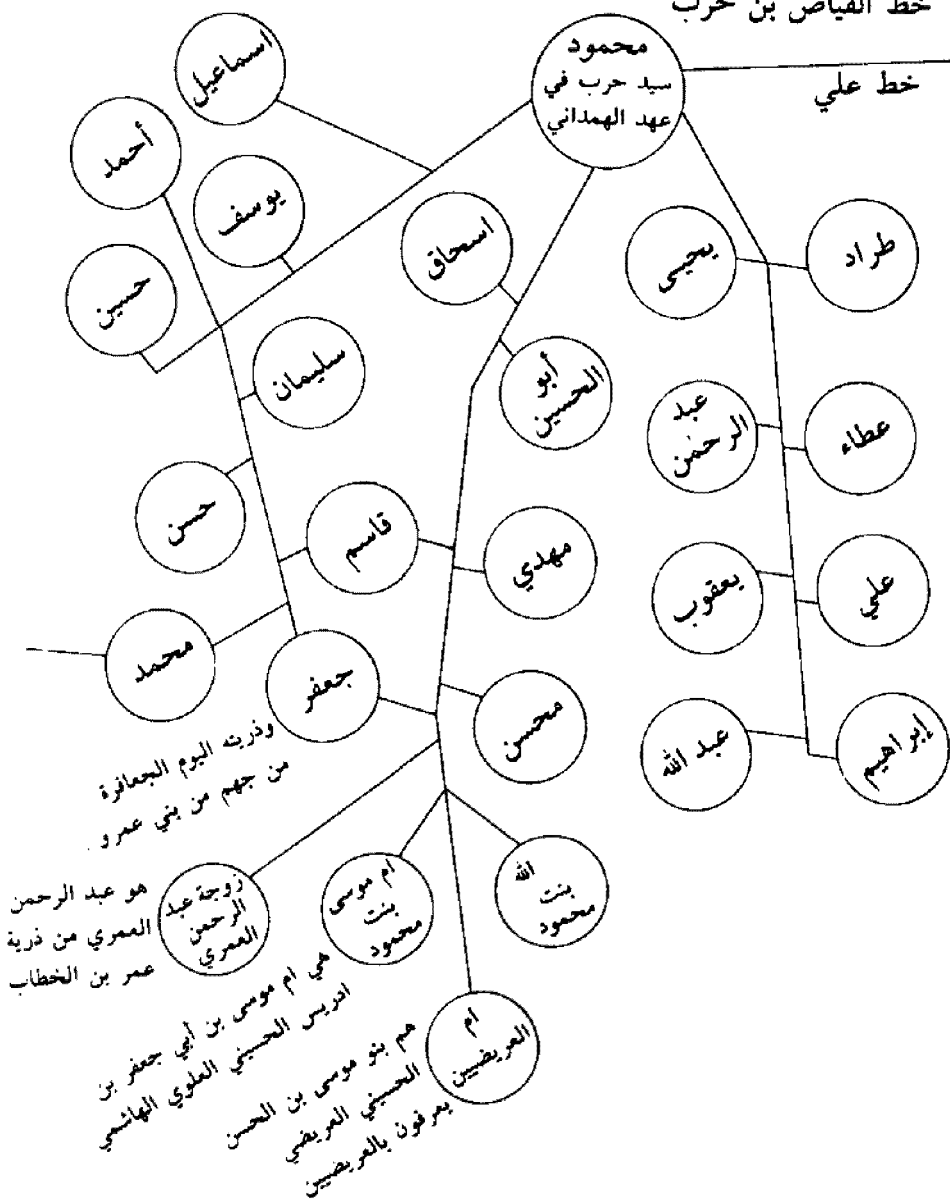 خط الفياض بن حرب
خط علي
محمود
سيد حرب في
عهد الهمداني
اسماعيل
أحمد
يوسف
حسين
اسحاق
يحيى
طراد
سليمان
أبو
الحسين
عبد
الرحمن
عطاء
حسن
قاسم
مهدي
يعقوب
علي
محمد
جعفر
محسن
عبد الله
إبراهيم
وذريته اليوم الجعافرة
من جهم من بني عمرو
زوجة عبد
الرحمن
العمري
هو عبد الرحمن
العمري من ذرية
عمر بن الخطاب
ام موسى
بنت
محمود
الله
بنت
محمود
هي ام موسى بن أبي جعفر بن
ادريس الحسيني العلوي الهاشمي
ام
العريضيين
هم بنو موسى بن الحسن
الحسيني العريضي
يعرفون بالعريضيين